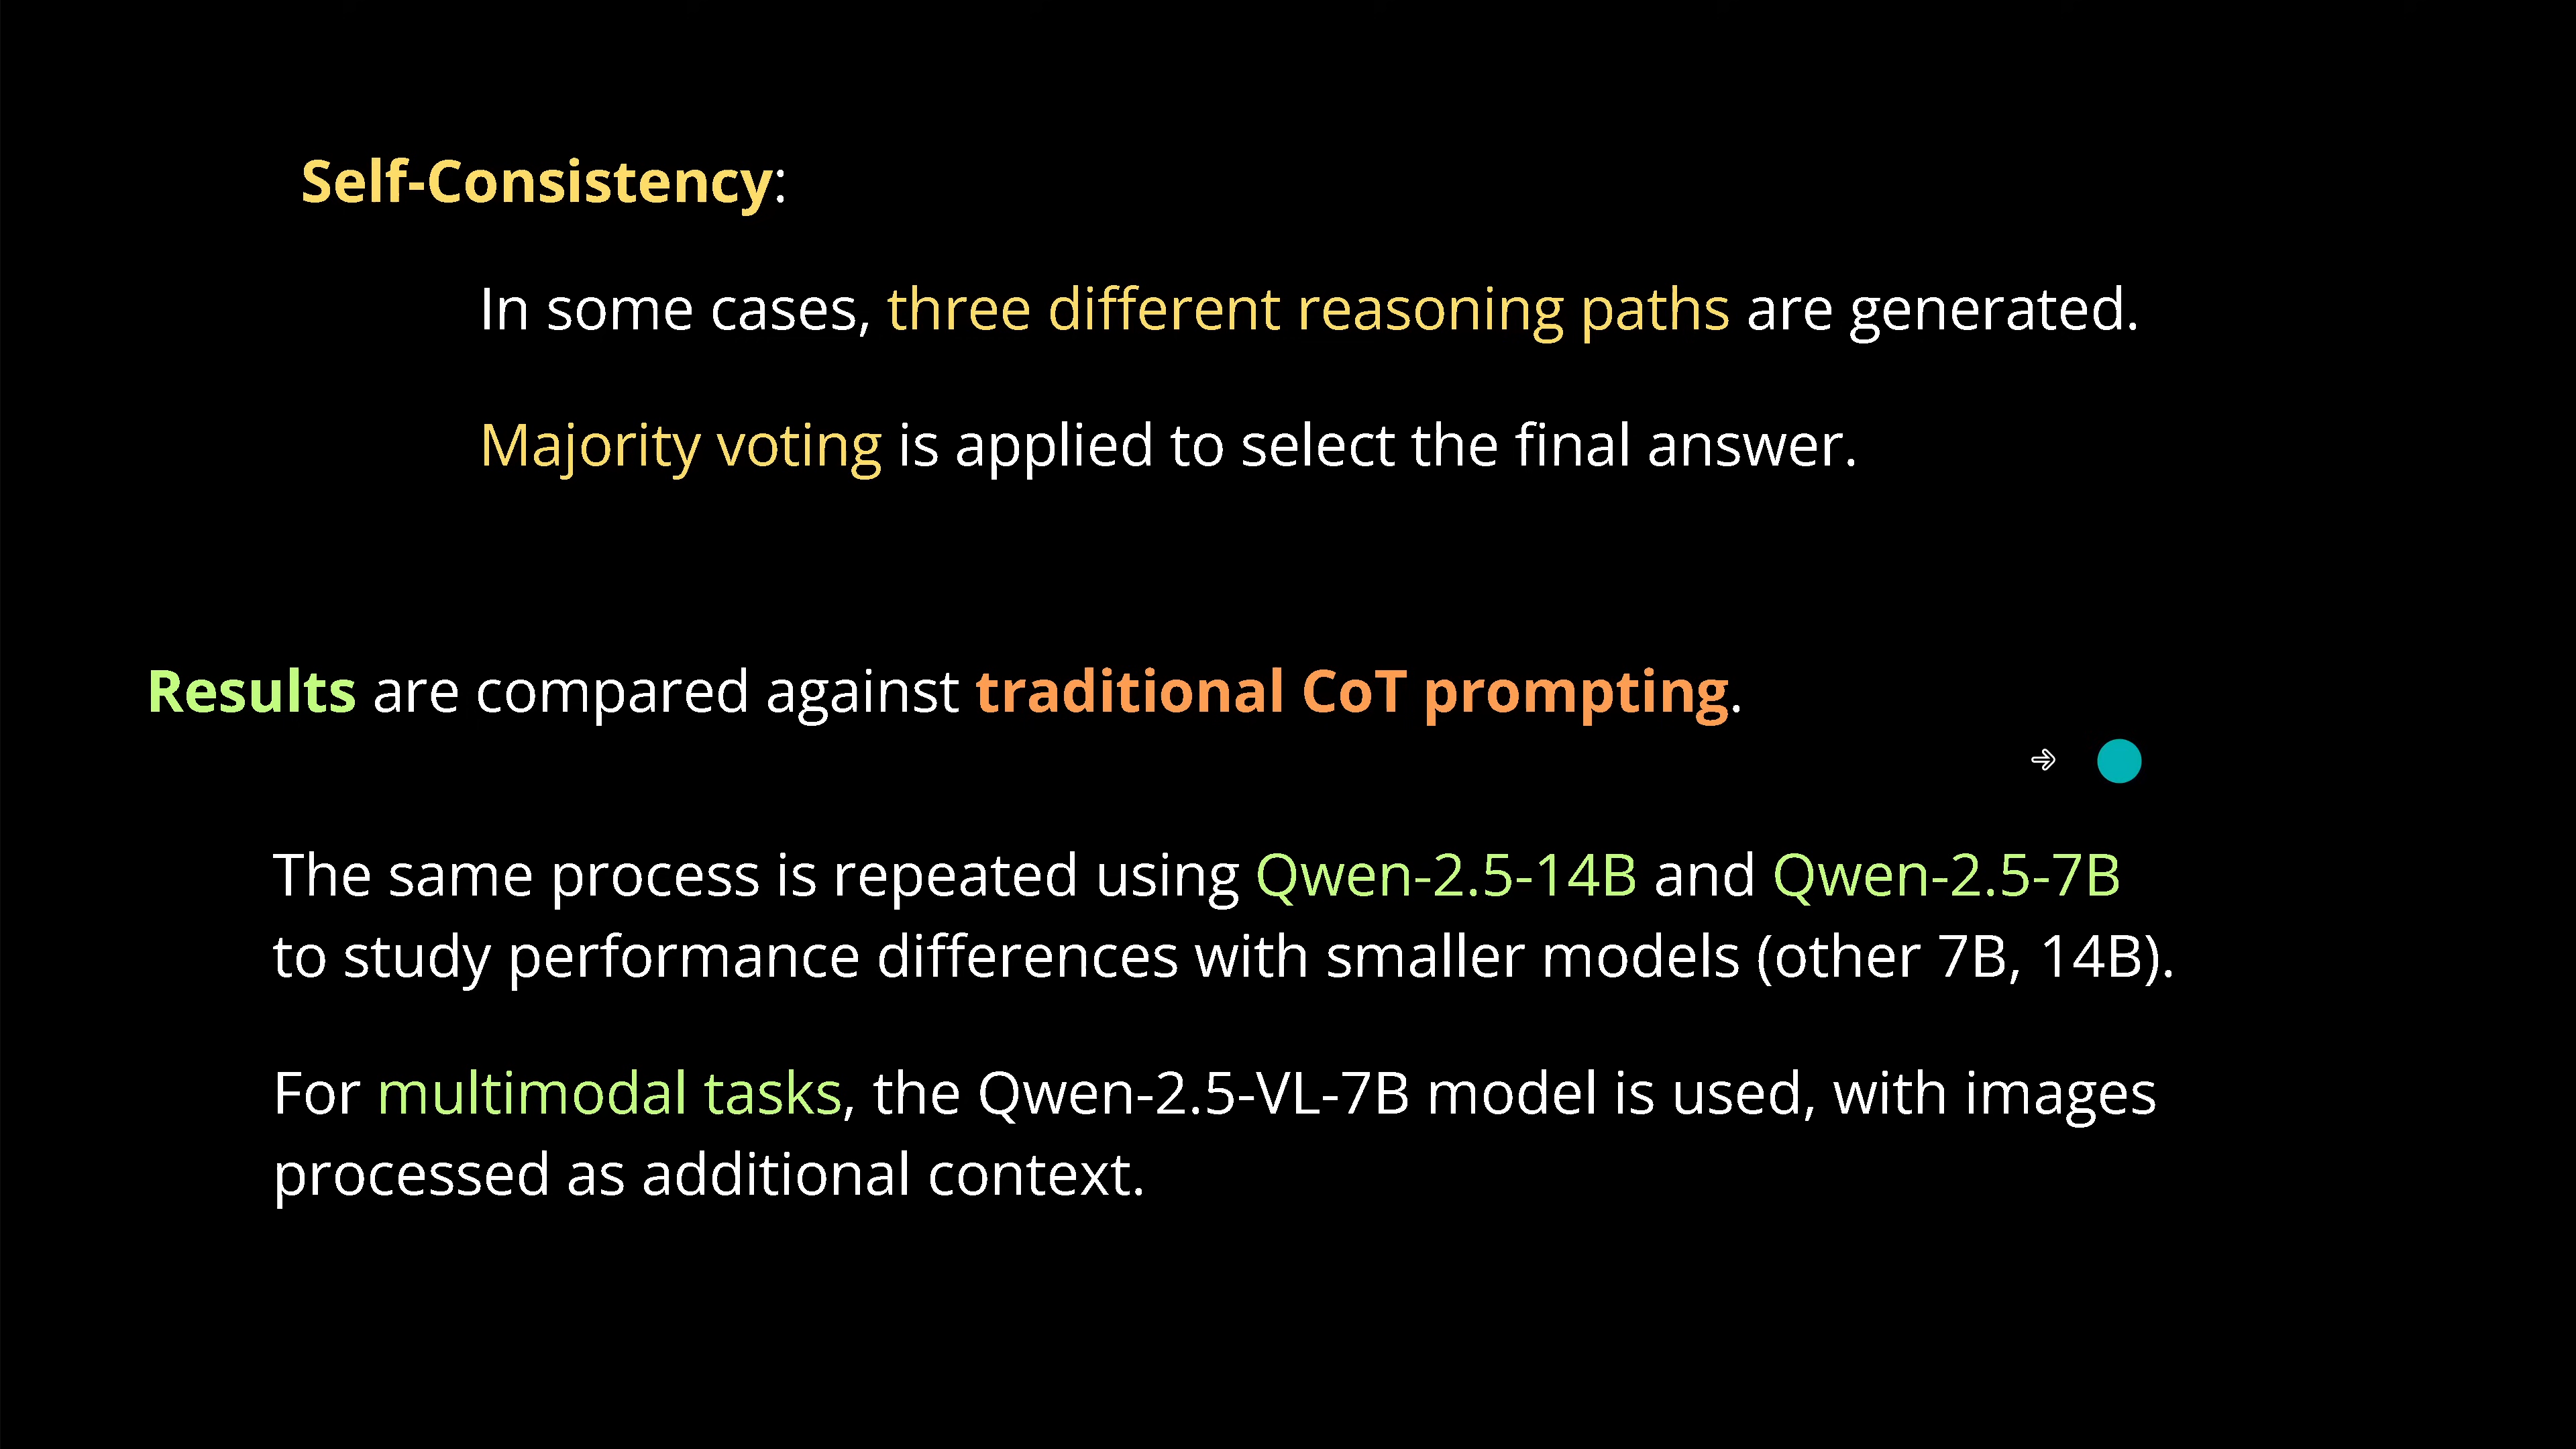 Self-Consistency:
In some cases, three different reasoning paths are generated.
Majority voting is applied to select the final answer.
Results are compared against traditional CoT prompting.
The same process is repeated using Qwen-2.5-14B and Qwen-2.5-7B
to study performance differences with smaller models (other 7B, 14B).
For multimodal tasks, the Qwen-2.5-VL-7B model is used, with images
processed as additional context.